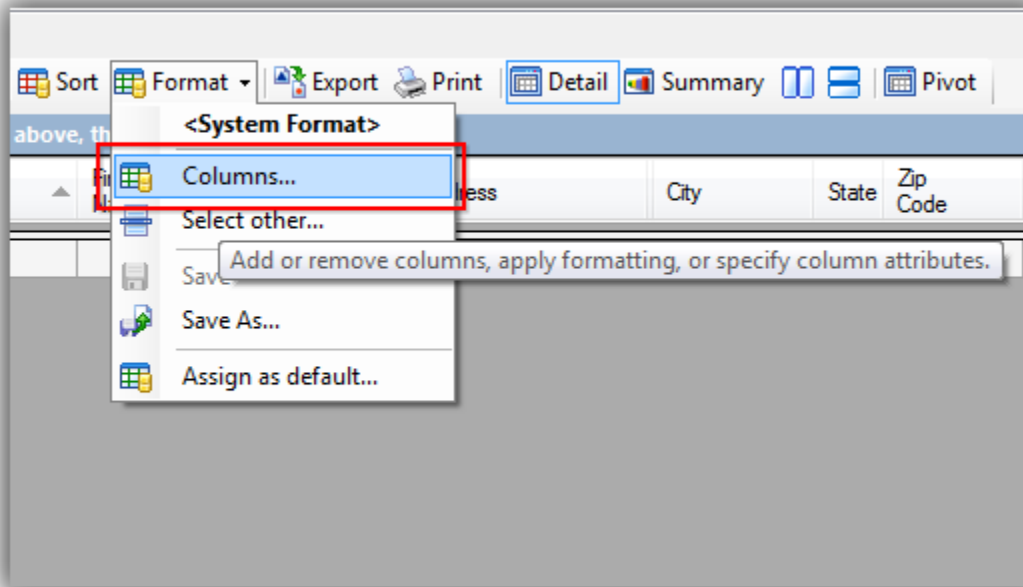 Sort Format Export Print Detail Summary Pivot
above, th
<System Format>
Columns...
Address City State Zip
Code
Select other...
Add or remove columns, apply formatting, or specify column attributes.
Save
Save As...
Assign as default...